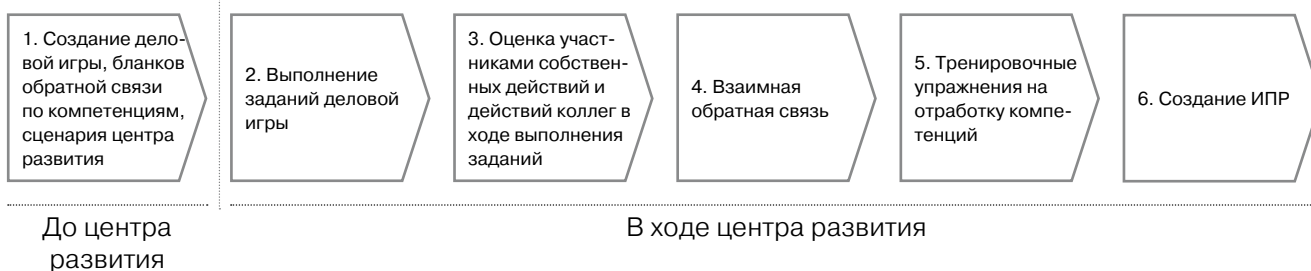 1. Создание дело-
вой игры, бланков
обратной связи
по компетенциям,
сценария центра
развития
2. Выполнение
заданий деловой
игры
3. Оценка участ-
никами собствен-
ных действий и
действий коллег в
ходе выполнения
заданий
4. Взаимная
обратная связь
5. Тренировочные
упражнения на
отработку компе-
тенций
6. Создание ИПР
До центра
развития
В ходе центра развития